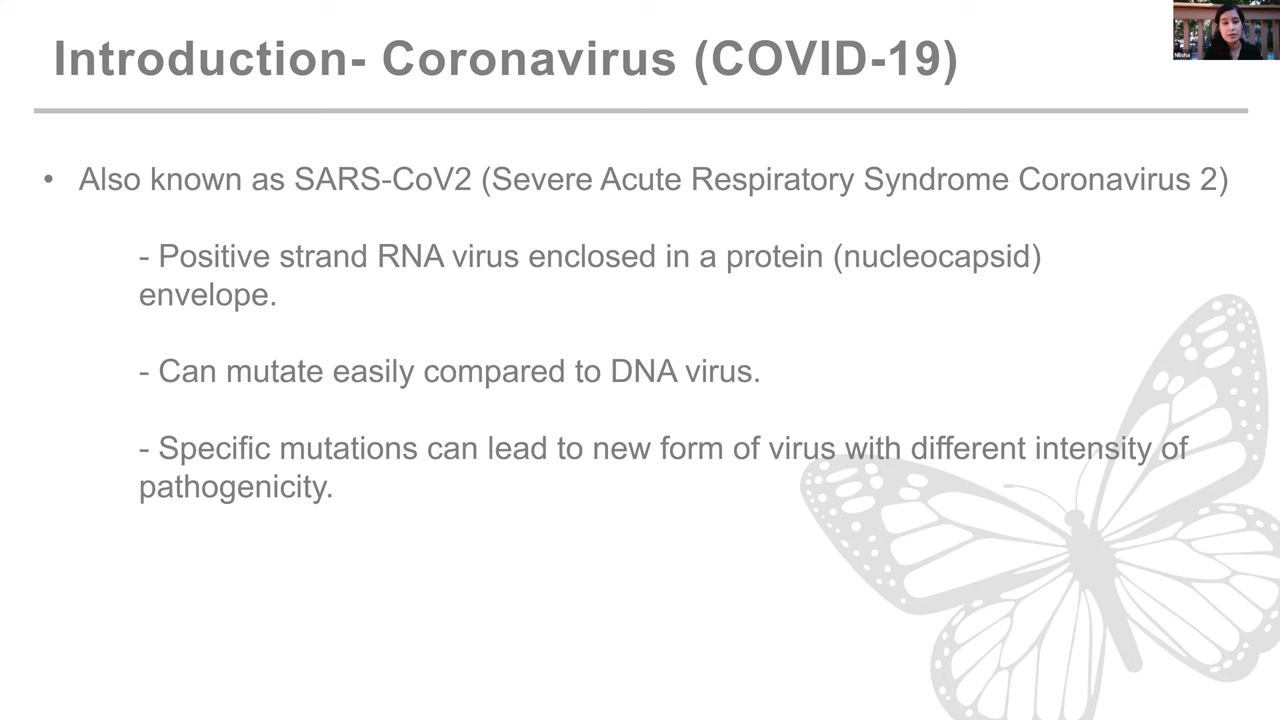 Introduction- Coronavirus (COVID-19)
• Also known as SARS-CoV2 (Severe Acute Respiratory Syndrome Coronavirus 2)
- Positive strand RNA virus enclosed in a protein (nucleocapsid)
envelope.
- Can mutate easily compared to DNA virus.
- Specific mutations can lead to new form of virus with different intensity of
pathogenicity.